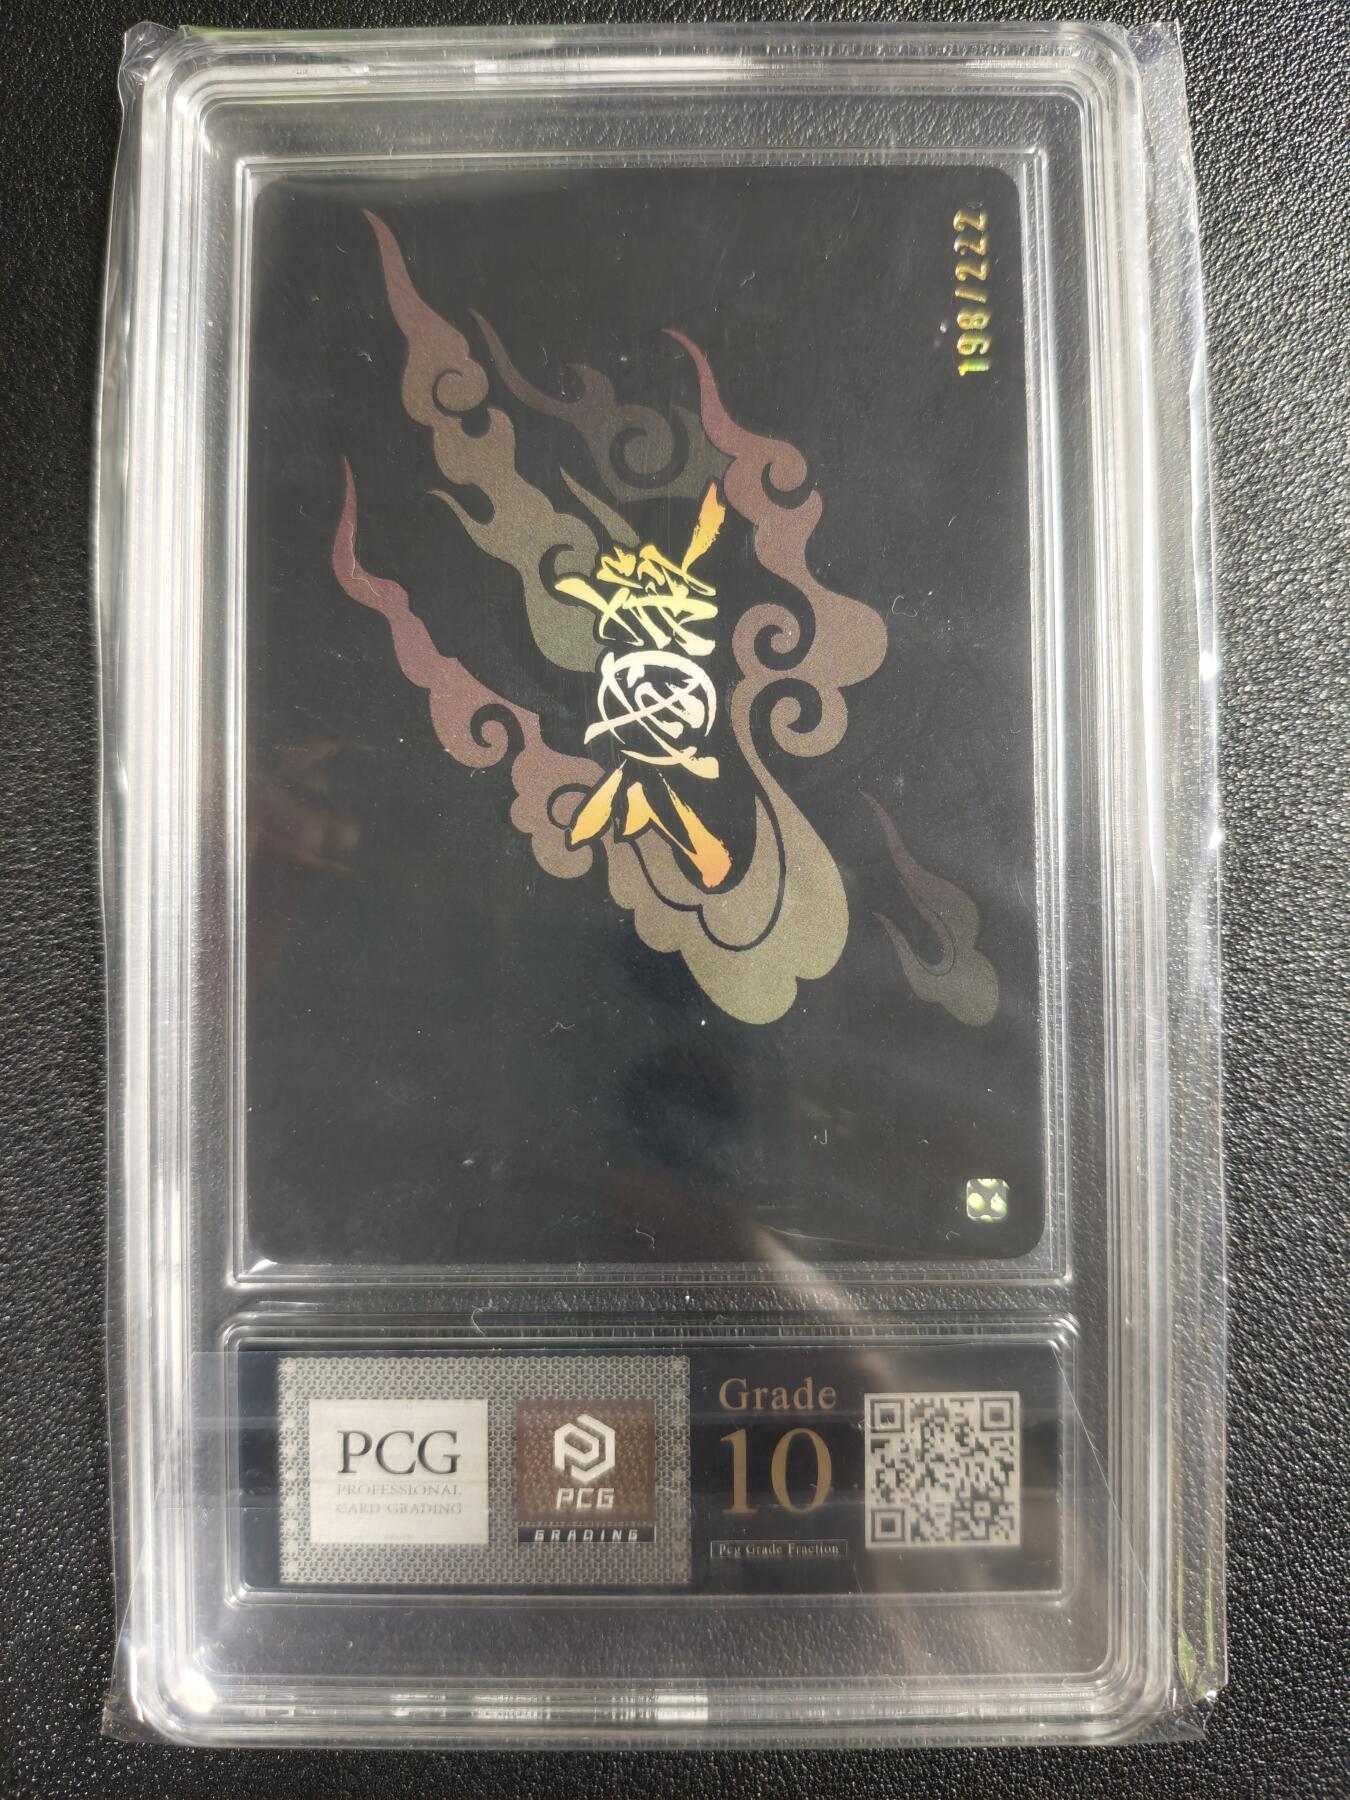 198/222
PCG
PROFESSIONAL
CARD GRADING
PCG
GRADING
Grade
10
Pcg Grade Fraction